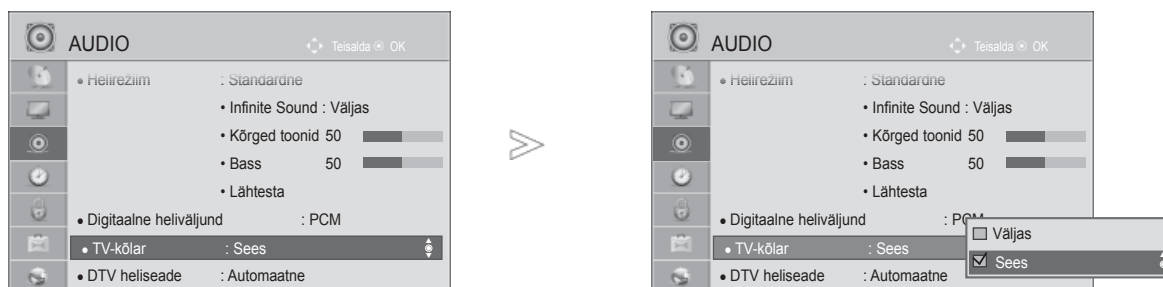 AUDIO
Teisalda OK
• Helirežiim : Standardne
• Infinite Sound : Väljas
• Kõrged toonid 50
• Bass 50
• Lähtesta
• Digitaalne heliväljund : PCM
• TV-kõlar : Sees
• DTV heliseade : Automaatne
AUDIO
Teisalda OK
• Helirežiim : Standardne
• Infinite Sound : Väljas
• Kõrged toonid 50
• Bass 50
• Lähtesta
• Digitaalne heliväljund : PCM
• TV-kõlar : Sees
• DTV heliseade : Automaatne
Väljas
Sees